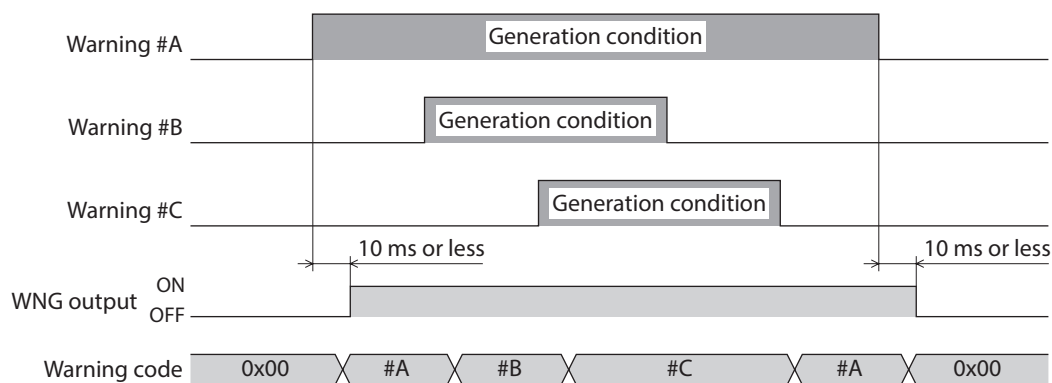 Warning #A
Generation condition
Warning #B
Generation condition
Warning #C
Generation condition
10 ms or less
10 ms or less
WNG output
ON
OFF
Warning code
0x00
#A
#B
#C
#A
0x00